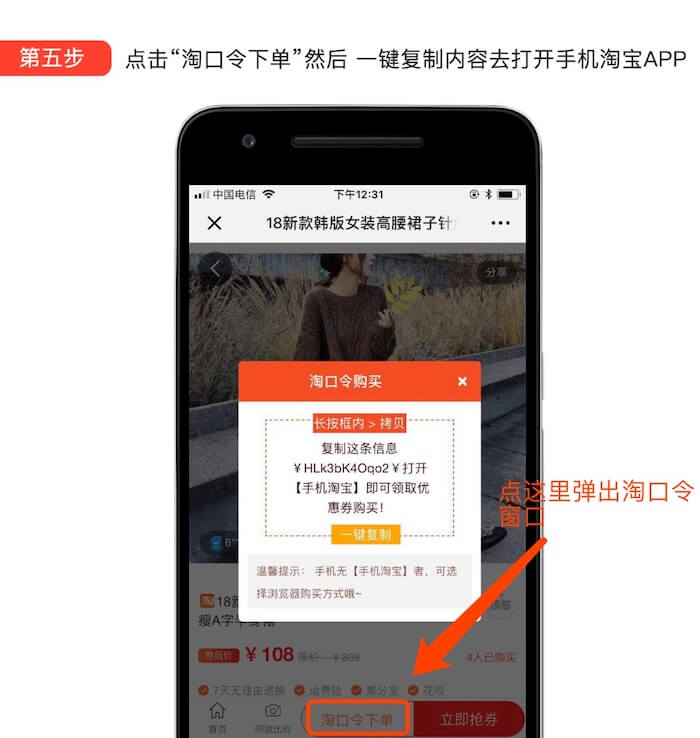 第五步
点击“淘口令下单”然后 一键复制内容去打开手机淘宝APP
中国电信
下午12:31
18新款韩版女装高腰裙子针
分享
淘口令购买
×
长按框内 > 拷贝
复制这条信息
￥HLk3bK4Oqo2￥打开
【手机淘宝】即可领取优
惠券购买！
一键复制
点这里弹出淘口令
窗口
6**
温馨提示： 手机无【手机淘宝】者，可选
择浏览器购买方式哦~
淘 18新
顶部
瘦A字半身裙
券后价 ￥108 原价：￥308
4人已购买
7天无理由退换 运费险 集分宝 花呗
首页
同款比价
淘口令下单
立即抢券